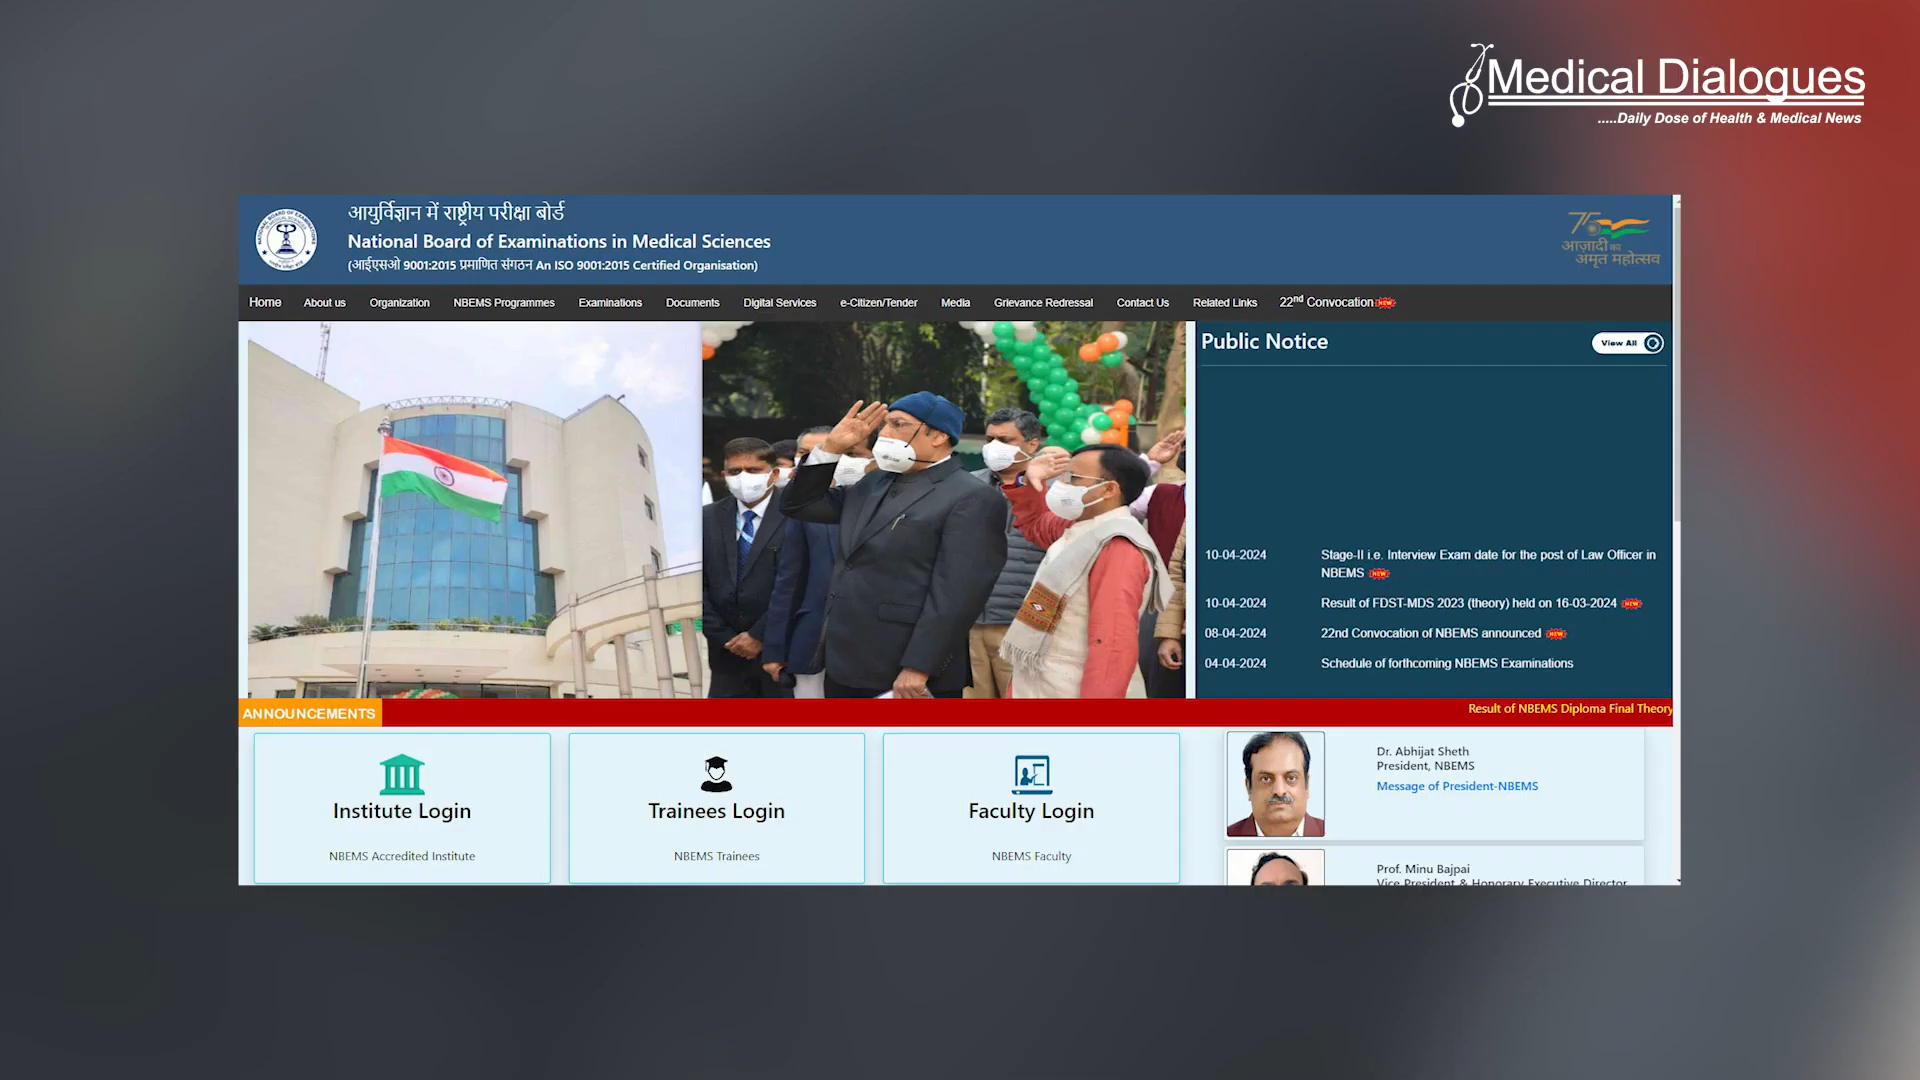 Medical Dialogues
.....Daily Dose of Health & Medical News
आयुर्विज्ञान में राष्ट्रीय परीक्षा बोर्ड
National Board of Examinations in Medical Sciences
(आईएसओ 9001:2015 प्रमाणित संगठन An ISO 9001:2015 Certified Organisation)
75
आज़ादी का
अमृत महोत्सव
Home About us Organization NBEMS Programmes Examinations Documents Digital Services e-Citizen/Tender Media Grievance Redressal Contact Us Related Links 22nd Convocation NEW
Public Notice
View All
10-04-2024 Stage-II i.e. Interview Exam date for the post of Law Officer in
NBEMS NEW
10-04-2024 Result of FDST-MDS 2023 (theory) held on 16-03-2024 NEW
08-04-2024 22nd Convocation of NBEMS announced NEW
04-04-2024 Schedule of forthcoming NBEMS Examinations
ANNOUNCEMENTS
Result of NBEMS Diploma Final Theory
Institute Login
NBEMS Accredited Institute
Trainees Login
NBEMS Trainees
Faculty Login
NBEMS Faculty
Dr. Abhijat Sheth
President, NBEMS
Message of President-NBEMS
Prof. Minu Bajpai
Vice President & Honorary Executive Director